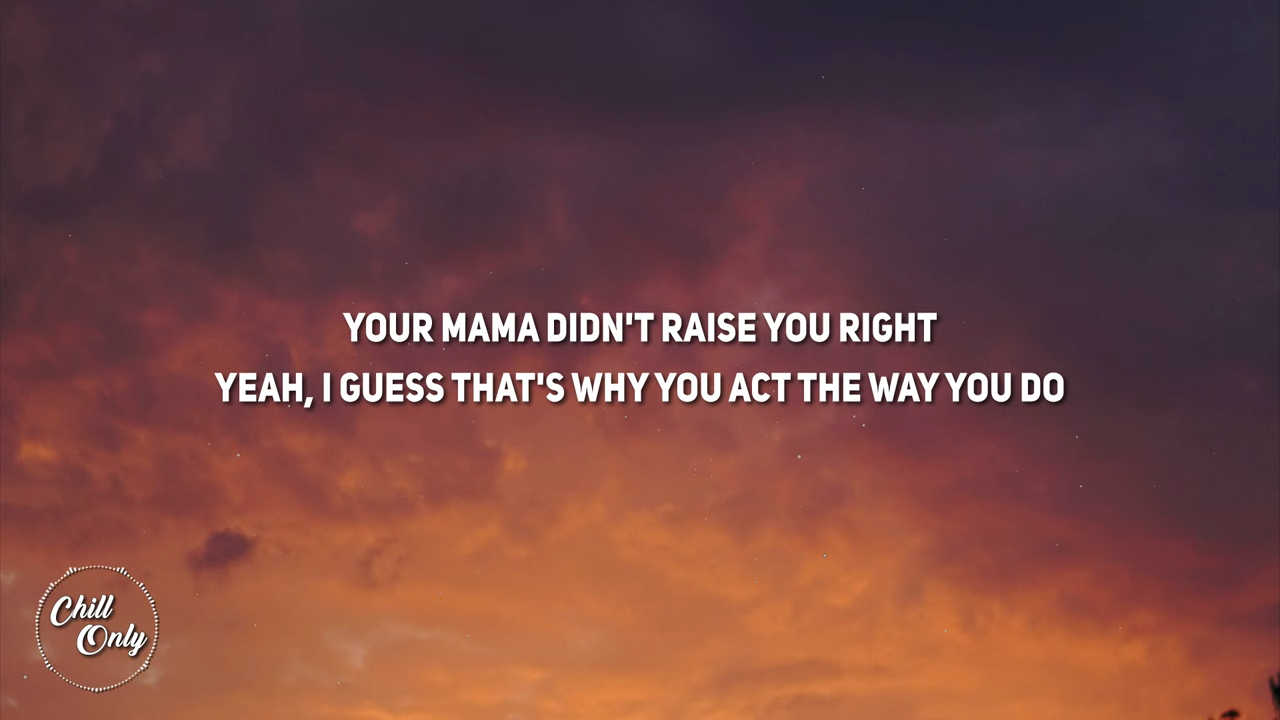 YOUR MAMA DIDN'T RAISE YOU RIGHT
YEAH, I GUESS THAT'S WHY YOU ACT THE WAY YOU DO
Chill
Only